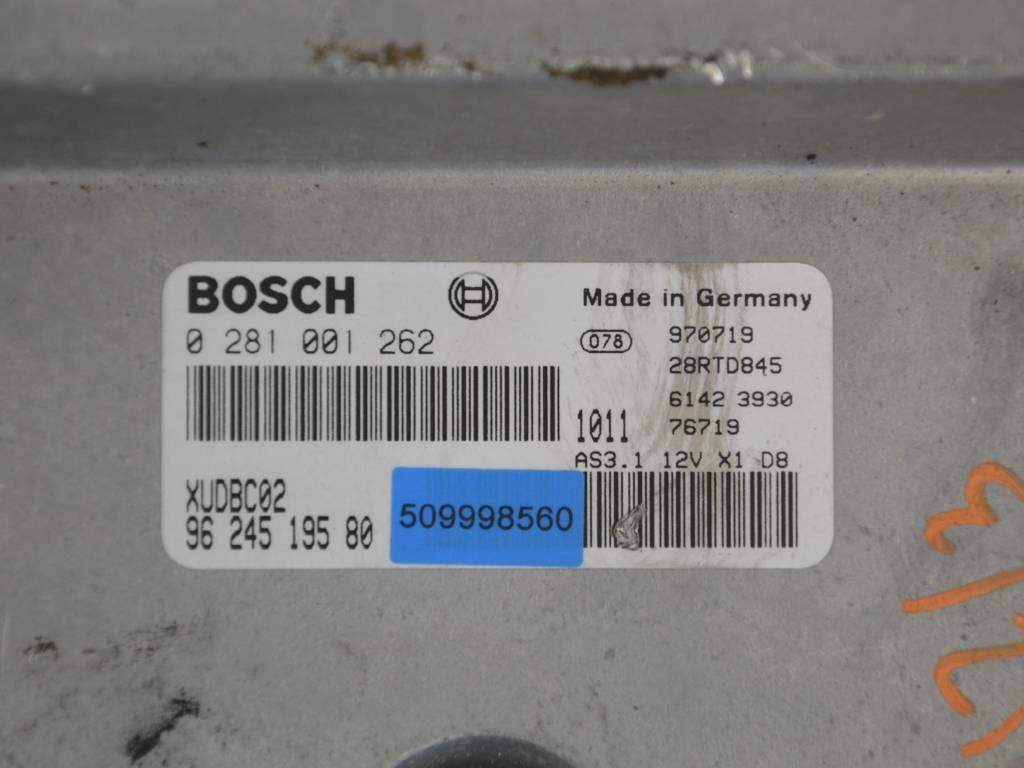 BOSCH
Made in Germany
0 281 001 262
078
970719
28RTD845
6142 3930
1011 76719
AS3.1 12V X1 D8
XUDBC02
96 245 195 80
509998560